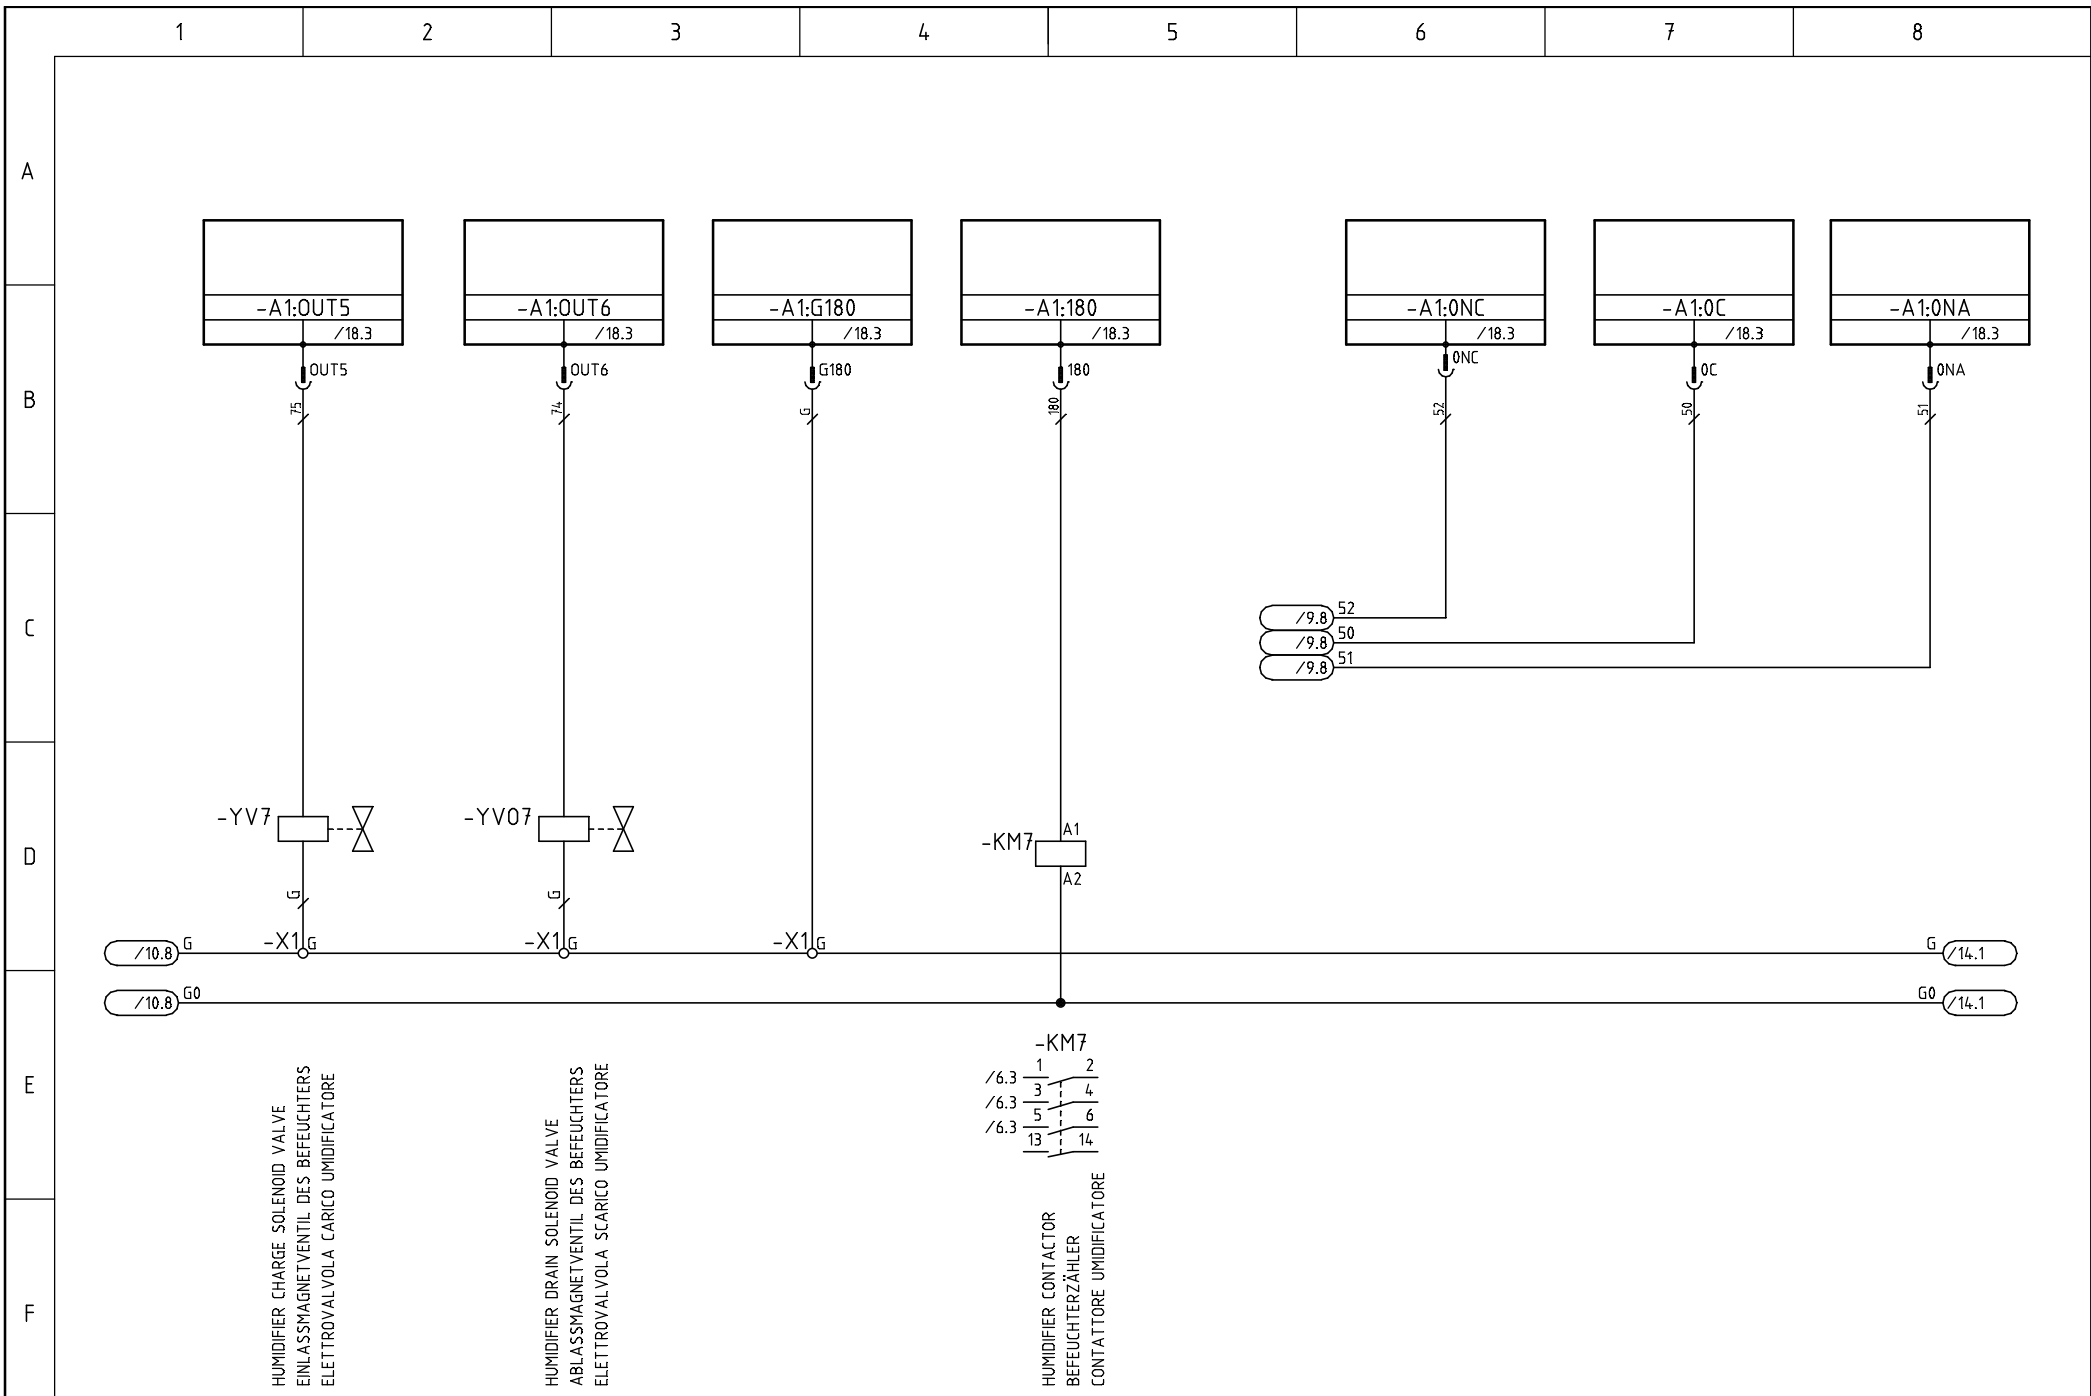 1 2 3 4 5 6 7 8
A
-A1:OUT5 -A1:OUT6 -A1:G180 -A1:180 -A1:0NC -A1:0C -A1:0NA
/18.3 /18.3 /18.3 /18.3 /18.3 /18.3 /18.3
OUT5 OUT6 G180 180 0NC 0C 0NA
B
75 74 G 180 52 50 51
C
/9.8 52
/9.8 50
/9.8 51
-YV7 -YV07
-KM7 A1
A2
D
G G
/10.8 G -X1 G -X1 G -X1 G G /14.1
/10.8 G0 G0 /14.1
-KM7
E
/6.3 1 2
/6.3 3 4
/6.3 5 6
13 14
F
HUMIDIFIER CHARGE SOLENOID VALVE
EINLASSMAGNETVENTIL DES BEFEUCHTERS
ELETTROVALVOLA CARICO UMIDIFICATORE
HUMIDIFIER DRAIN SOLENOID VALVE
ABLASSMAGNETVENTIL DES BEFEUCHTERS
ELETTROVALVOLA SCARICO UMIDIFICATORE
HUMIDIFIER CONTACTOR
BEFEUCHTERZÄHLER
CONTATTORE UMIDIFICATORE